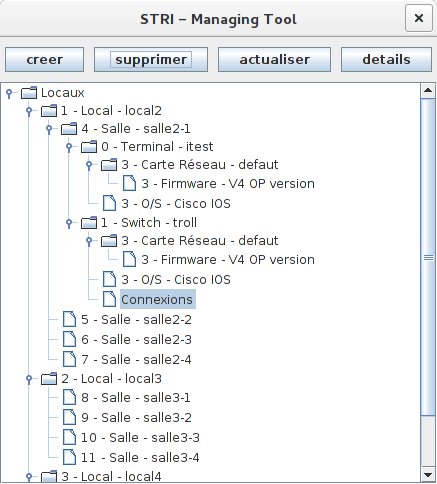 STRI – Managing Tool
creer supprimer actualiser details
Locaux
1 - Local - local2
4 - Salle - salle2-1
0 - Terminal - itest
3 - Carte Réseau - defaut
3 - Firmware - V4 OP version
3 - O/S - Cisco IOS
1 - Switch - troll
3 - Carte Réseau - defaut
3 - Firmware - V4 OP version
3 - O/S - Cisco IOS
Connexions
5 - Salle - salle2-2
6 - Salle - salle2-3
7 - Salle - salle2-4
2 - Local - local3
8 - Salle - salle3-1
9 - Salle - salle3-2
10 - Salle - salle3-3
11 - Salle - salle3-4
3 - Local - local4